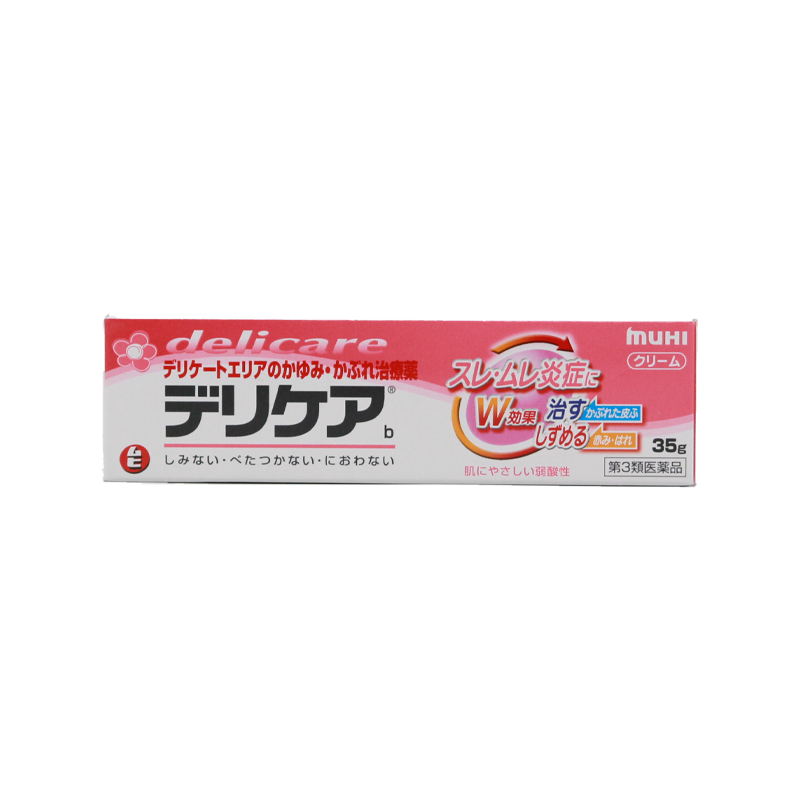 delicare
デリケートエリアのかゆみ・かぶれ治療薬
デリケア®b
しみない・べたつかない・におわない
ムヒ
スレ・ムレ炎症に
W効果
治す かぶれた皮ふ
しずめる 赤み・はれ
肌にやさしい弱酸性
MUHI
クリーム
35g
第3類医薬品